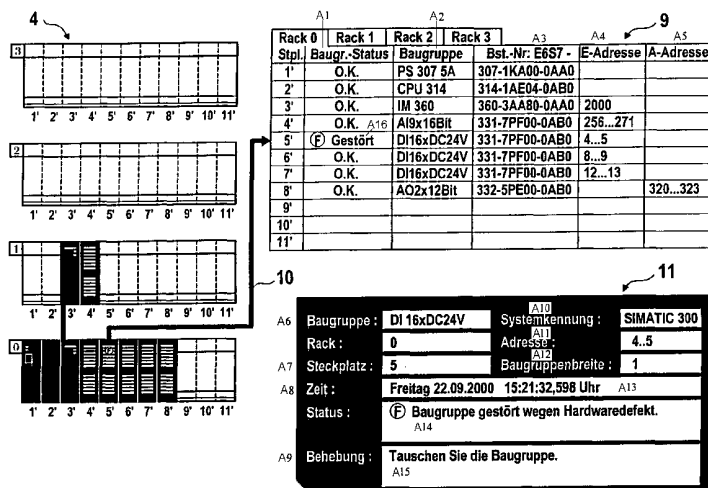 4
3
1' 2' 3' 4' 5' 6' 7' 8' 9' 10' 11'
2
1' 2' 3' 4' 5' 6' 7' 8' 9' 10' 11'
1
1' 2' 3' 4' 5' 6' 7' 8' 9' 10' 11'
0
1' 2' 3' 4' 5' 6' 7' 8' 9' 10' 11'
10
A1 A2 A3 A4 9 A5
Rack 0 Rack 1 Rack 2 Rack 3
Stpl. Baugr.-Status Baugruppe Bst.-Nr: E6S7 - E-Adresse A-Adresse
1' O.K. PS 307 5A 307-1KA00-0AA0
2' O.K. CPU 314 314-1AE04-0AB0
3' O.K. IM 360 360-3AA80-0AA0 2000
4' O.K. A16 AI9x16Bit 331-7PF00-0AB0 256...271
5' Ⓕ Gestört DI16xDC24V 331-7PF00-0AB0 4...5
6' O.K. DI16xDC24V 331-7PF00-0AB0 8...9
7' O.K. DI16xDC24V 331-7PF00-0AB0 12...13
8' O.K. AO2x12Bit 332-5PE00-0AB0 320...323
9'
10'
11'
11
A6 Baugruppe : DI 16xDC24V A10 Systemkennung : SIMATIC 300
Rack : 0 A11 Adresse : 4..5
A7 Steckplatz : 5 A12 Baugruppenbreite : 1
A8 Zeit : Freitag 22.09.2000 15:21:32,598 Uhr A13
Status : Ⓕ Baugruppe gestört wegen Hardwaredefekt.
A14
A9 Behebung : Tauschen Sie die Baugruppe.
A15